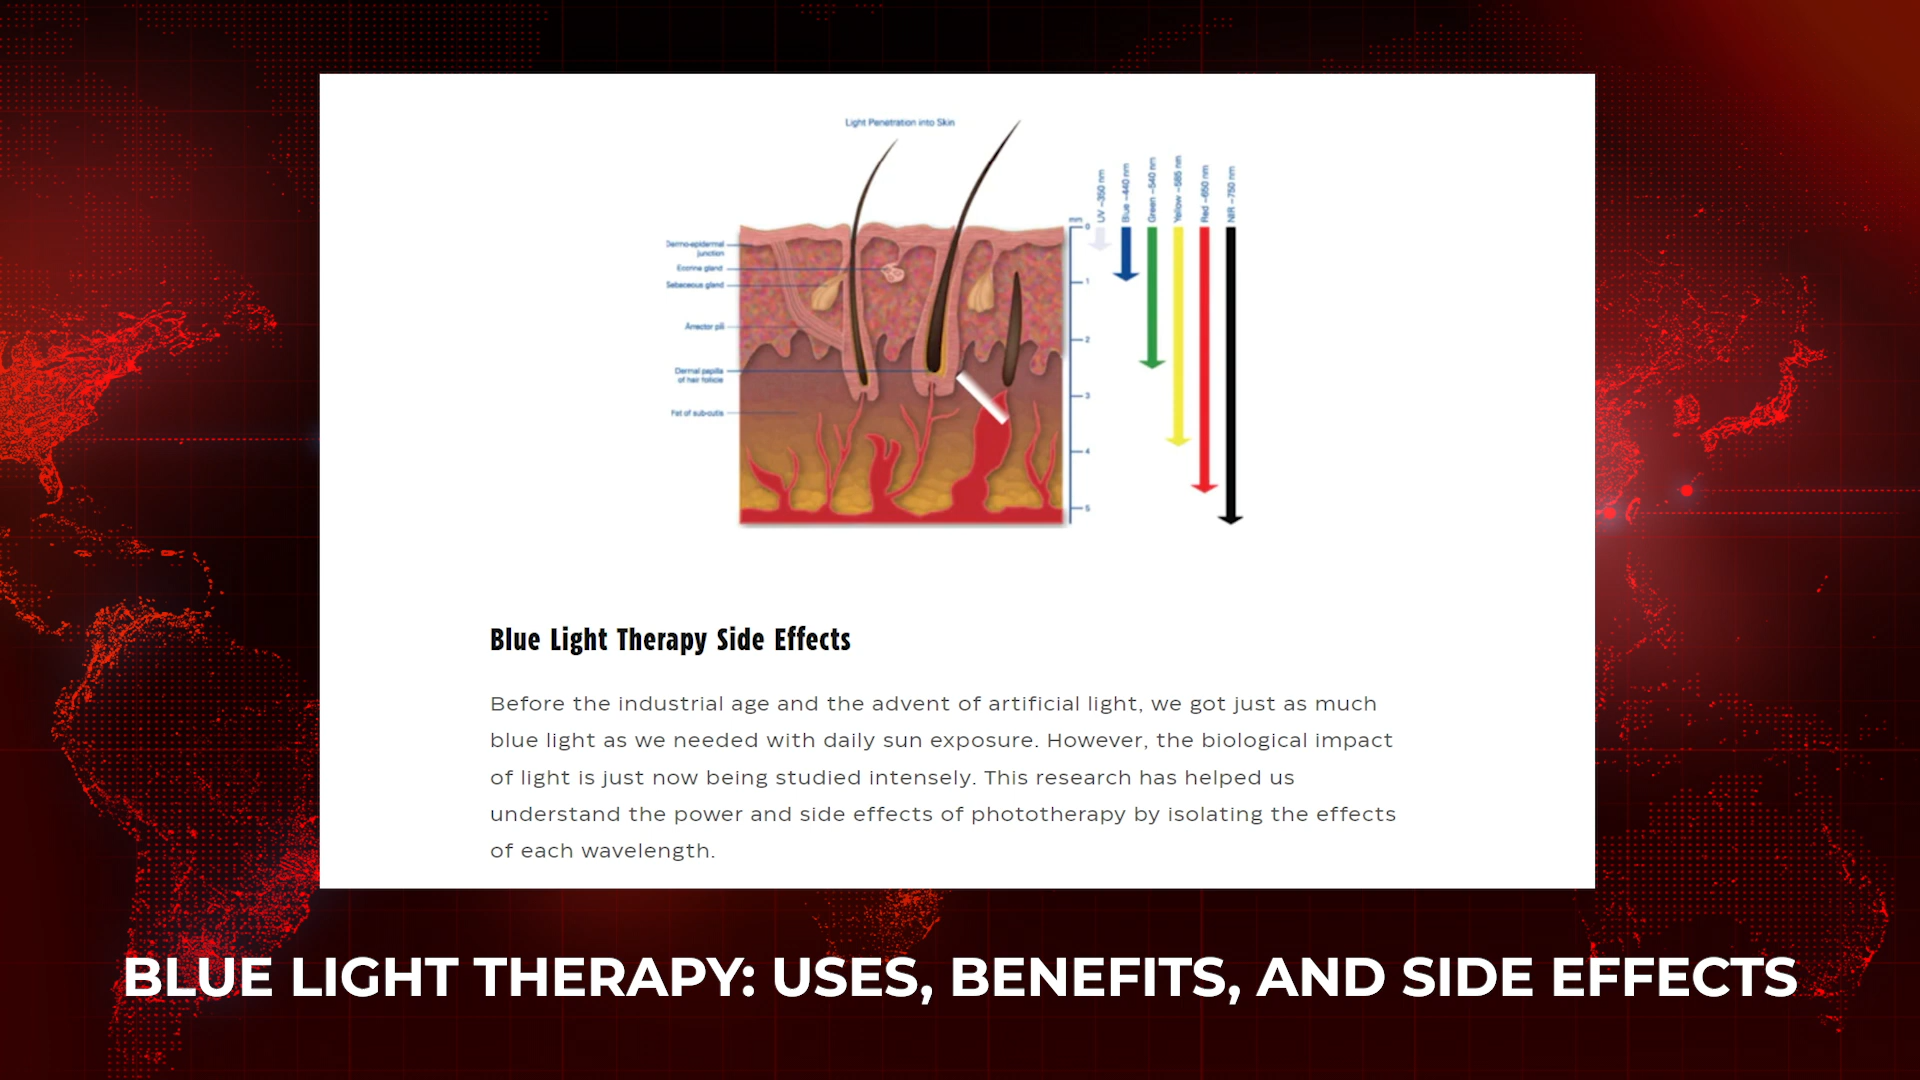 Light Penetration into Skin
UV ~350 nm
Blue ~440 nm
Green ~540 nm
Yellow ~585 nm
Red ~650 nm
NIR ~750 nm
mm
0
1
2
3
4
5
Dermo-epidermal
junction
Eccrine gland
Sebaceous gland
Arrector pili
Dermal papilla
of hair follicle
Fat of sub-cutis
Blue Light Therapy Side Effects
Before the industrial age and the advent of artificial light, we got just as much
blue light as we needed with daily sun exposure. However, the biological impact
of light is just now being studied intensely. This research has helped us
understand the power and side effects of phototherapy by isolating the effects
of each wavelength.
BLUE LIGHT THERAPY: USES, BENEFITS, AND SIDE EFFECTS